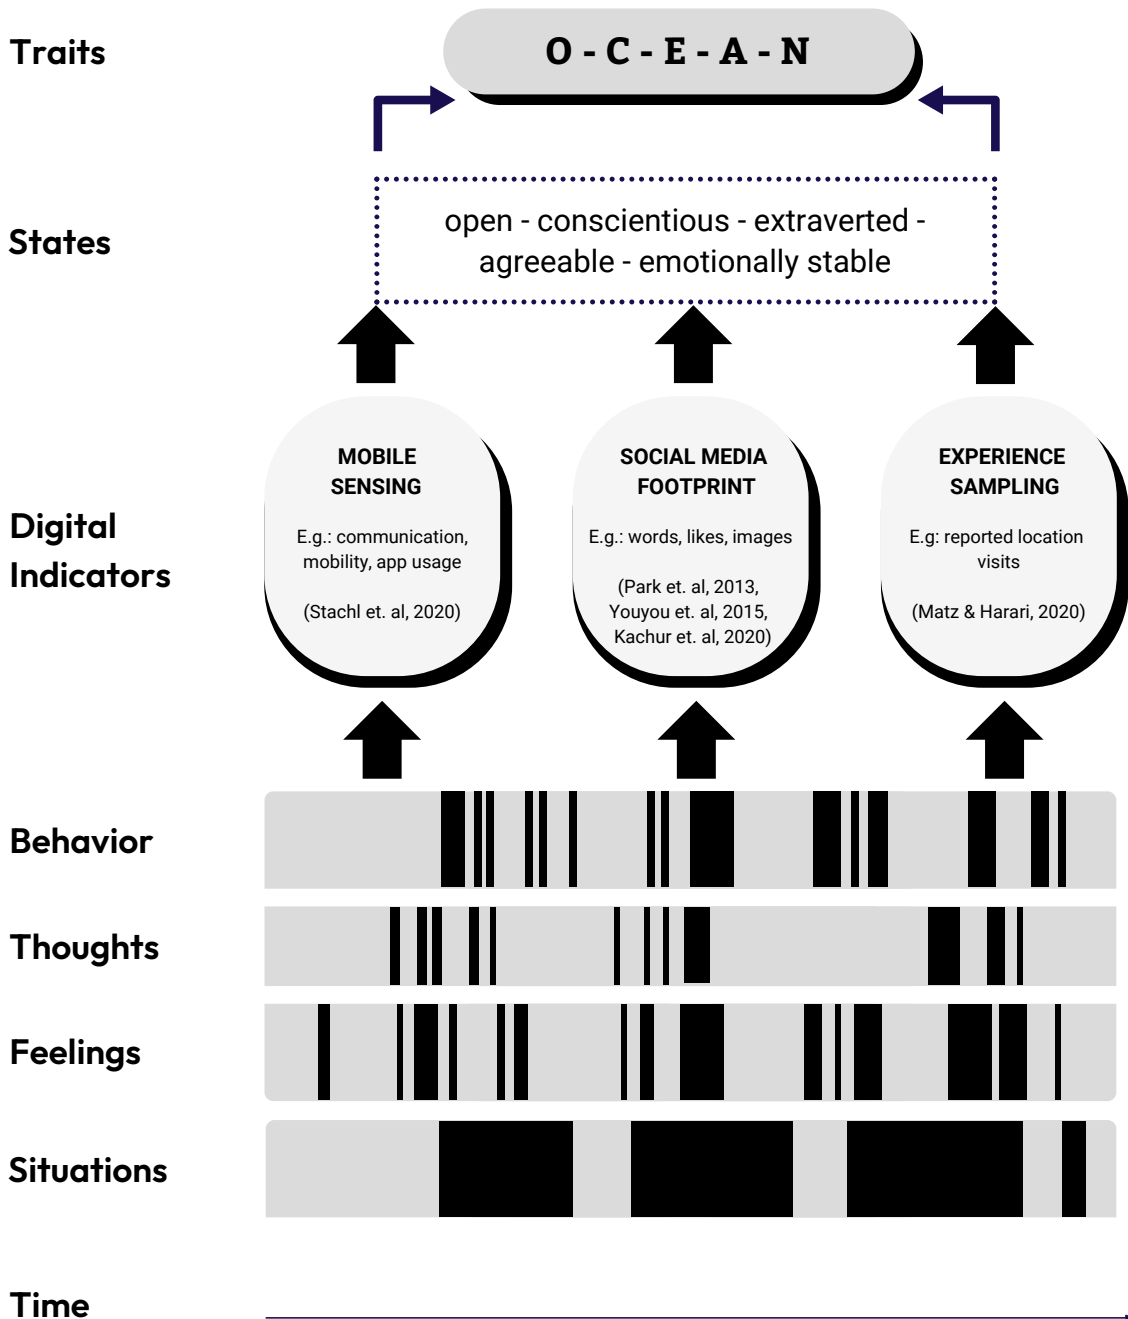 Traits
O - C - E - A - N
States
open - conscientious - extraverted -
agreeable - emotionally stable
Digital
Indicators
MOBILE
SENSING
E.g.: communication,
mobility, app usage
(Stachl et. al, 2020)
SOCIAL MEDIA
FOOTPRINT
E.g.: words, likes, images
(Park et. al, 2013,
Youyou et. al, 2015,
Kachur et. al, 2020)
EXPERIENCE
SAMPLING
E.g: reported location
visits
(Matz & Harari, 2020)
Behavior
Thoughts
Feelings
Situations
Time